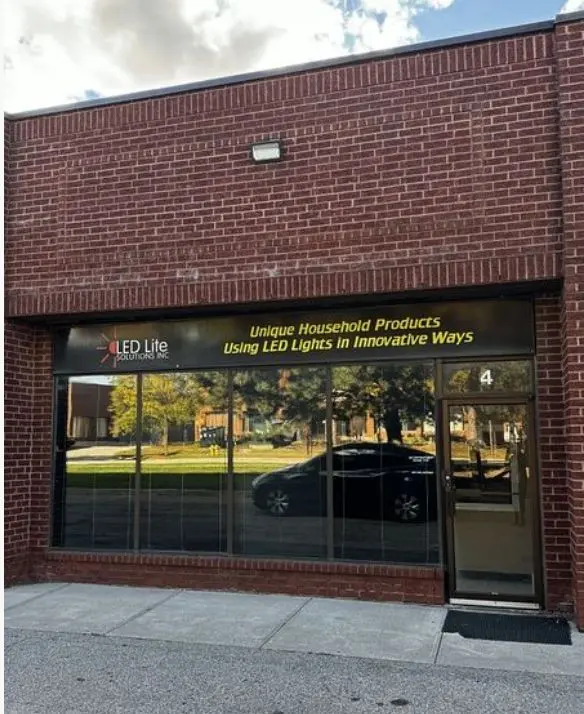 LED Lite
SOLUTIONS INC
Unique Household Products
Using LED Lights in Innovative Ways
4